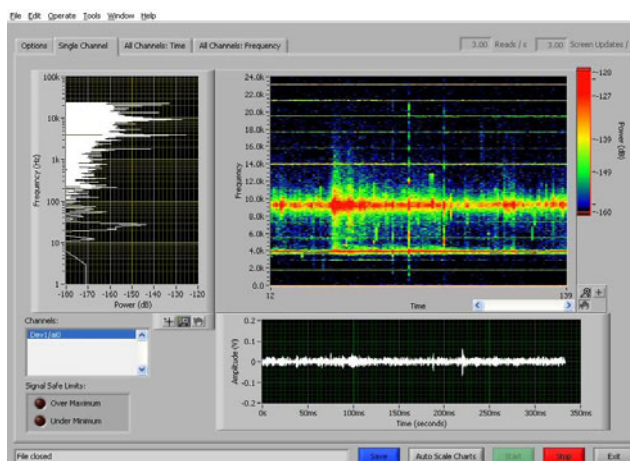 File Edit Operate Tools Window Help
Options Single Channel All Channels: Time All Channels: Frequency 3.00 Reads / s 3.00 Screen Updates /
100k
10k
1k
100
10
1
Frequency (Hz)
-180 -170 -160 -150 -140 -130 -120
Power (dB)
24.0k
22.0k
20.0k
18.0k
16.0k
14.0k
12.0k
10.0k
8.0k
6.0k
4.0k
2.0k
0.0
Frequency
12 139
Time
-120
-127
-139
-149
-160
Power (dB)
Channels:
Dev1/ai0
Signal Safe Limits:
Over Maximum
Under Minimum
0.2
0.1
0.0
-0.1
-0.2
Amplitude (V)
0s 50ms 100ms 150ms 200ms 250ms 300ms 350ms
Time (seconds)
File closed Save Auto Scale Charts Start Stop Exit